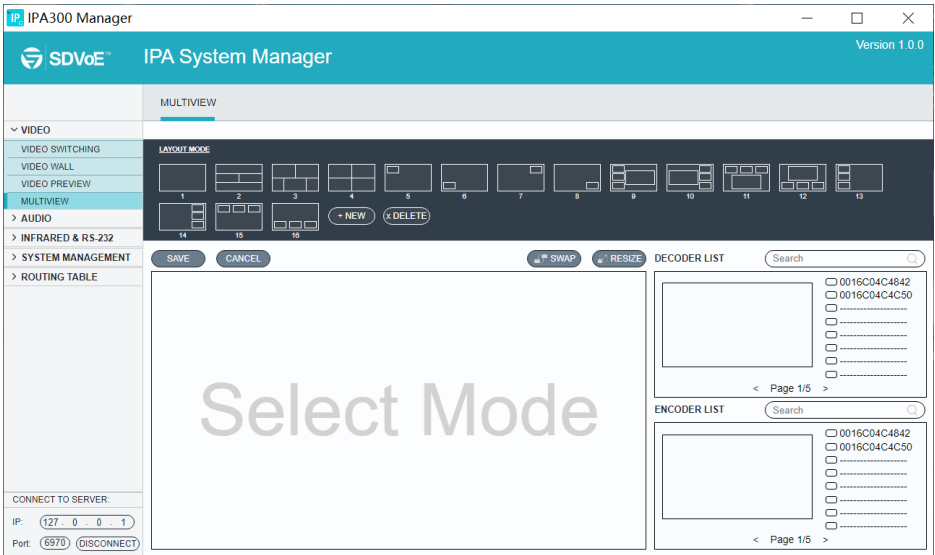 IPA300 Manager
SDVoE™
IPA System Manager
Version 1.0.0
MULTIVIEW
VIDEO
VIDEO SWITCHING
VIDEO WALL
VIDEO PREVIEW
MULTIVIEW
> AUDIO
> INFRARED & RS-232
> SYSTEM MANAGEMENT
> ROUTING TABLE
CONNECT TO SERVER:
IP: 127 . 0 . 0 . 1
Port: 6970 DISCONNECT
LAYOUT MODE
1 2 3 4 5 6 7 8 9 10 11 12 13
14 15 16
+ NEW x DELETE
SAVE CANCEL SWAP RESIZE
Select Mode
DECODER LIST Search
0016C04C4842
0016C04C4C50
--------------------
--------------------
--------------------
--------------------
--------------------
--------------------
< Page 1/5 >
ENCODER LIST Search
0016C04C4842
0016C04C4C50
--------------------
--------------------
--------------------
--------------------
--------------------
--------------------
< Page 1/5 >